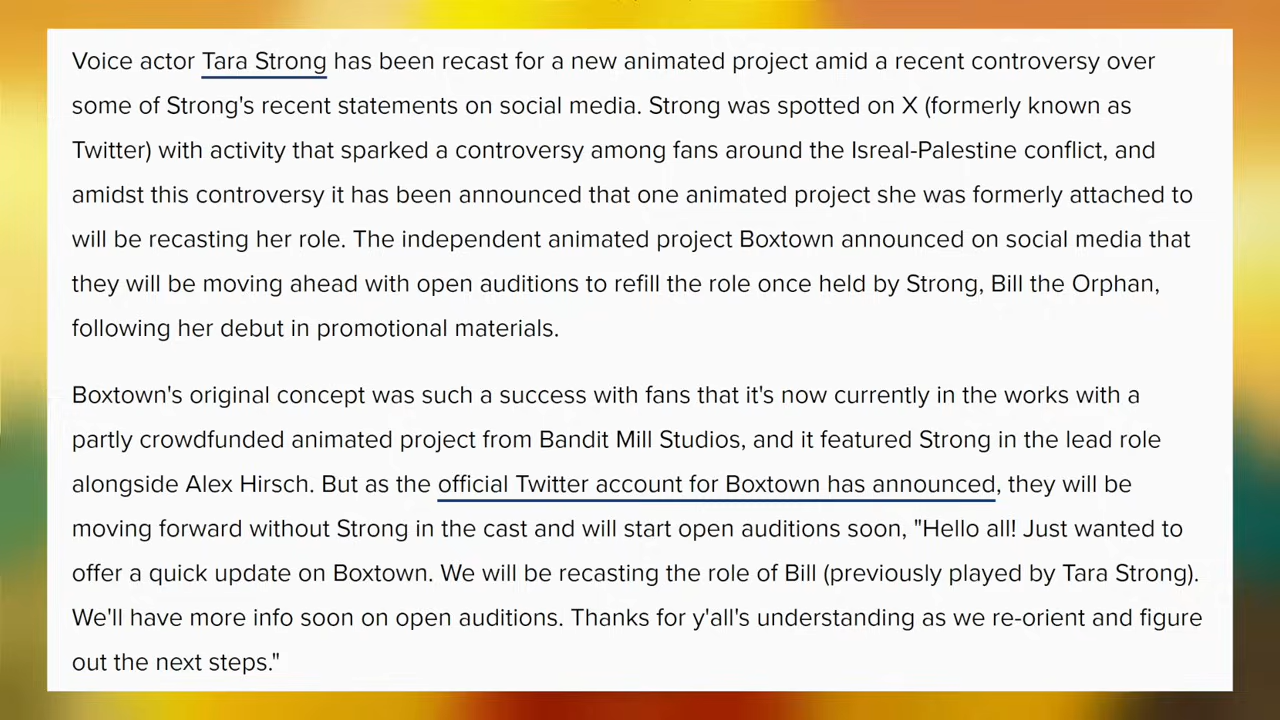 Voice actor Tara Strong has been recast for a new animated project amid a recent controversy over
some of Strong's recent statements on social media. Strong was spotted on X (formerly known as
Twitter) with activity that sparked a controversy among fans around the Isreal-Palestine conflict, and
amidst this controversy it has been announced that one animated project she was formerly attached to
will be recasting her role. The independent animated project Boxtown announced on social media that
they will be moving ahead with open auditions to refill the role once held by Strong, Bill the Orphan,
following her debut in promotional materials.
Boxtown's original concept was such a success with fans that it's now currently in the works with a
partly crowdfunded animated project from Bandit Mill Studios, and it featured Strong in the lead role
alongside Alex Hirsch. But as the official Twitter account for Boxtown has announced, they will be
moving forward without Strong in the cast and will start open auditions soon, "Hello all! Just wanted to
offer a quick update on Boxtown. We will be recasting the role of Bill (previously played by Tara Strong).
We'll have more info soon on open auditions. Thanks for y'all's understanding as we re-orient and figure
out the next steps."